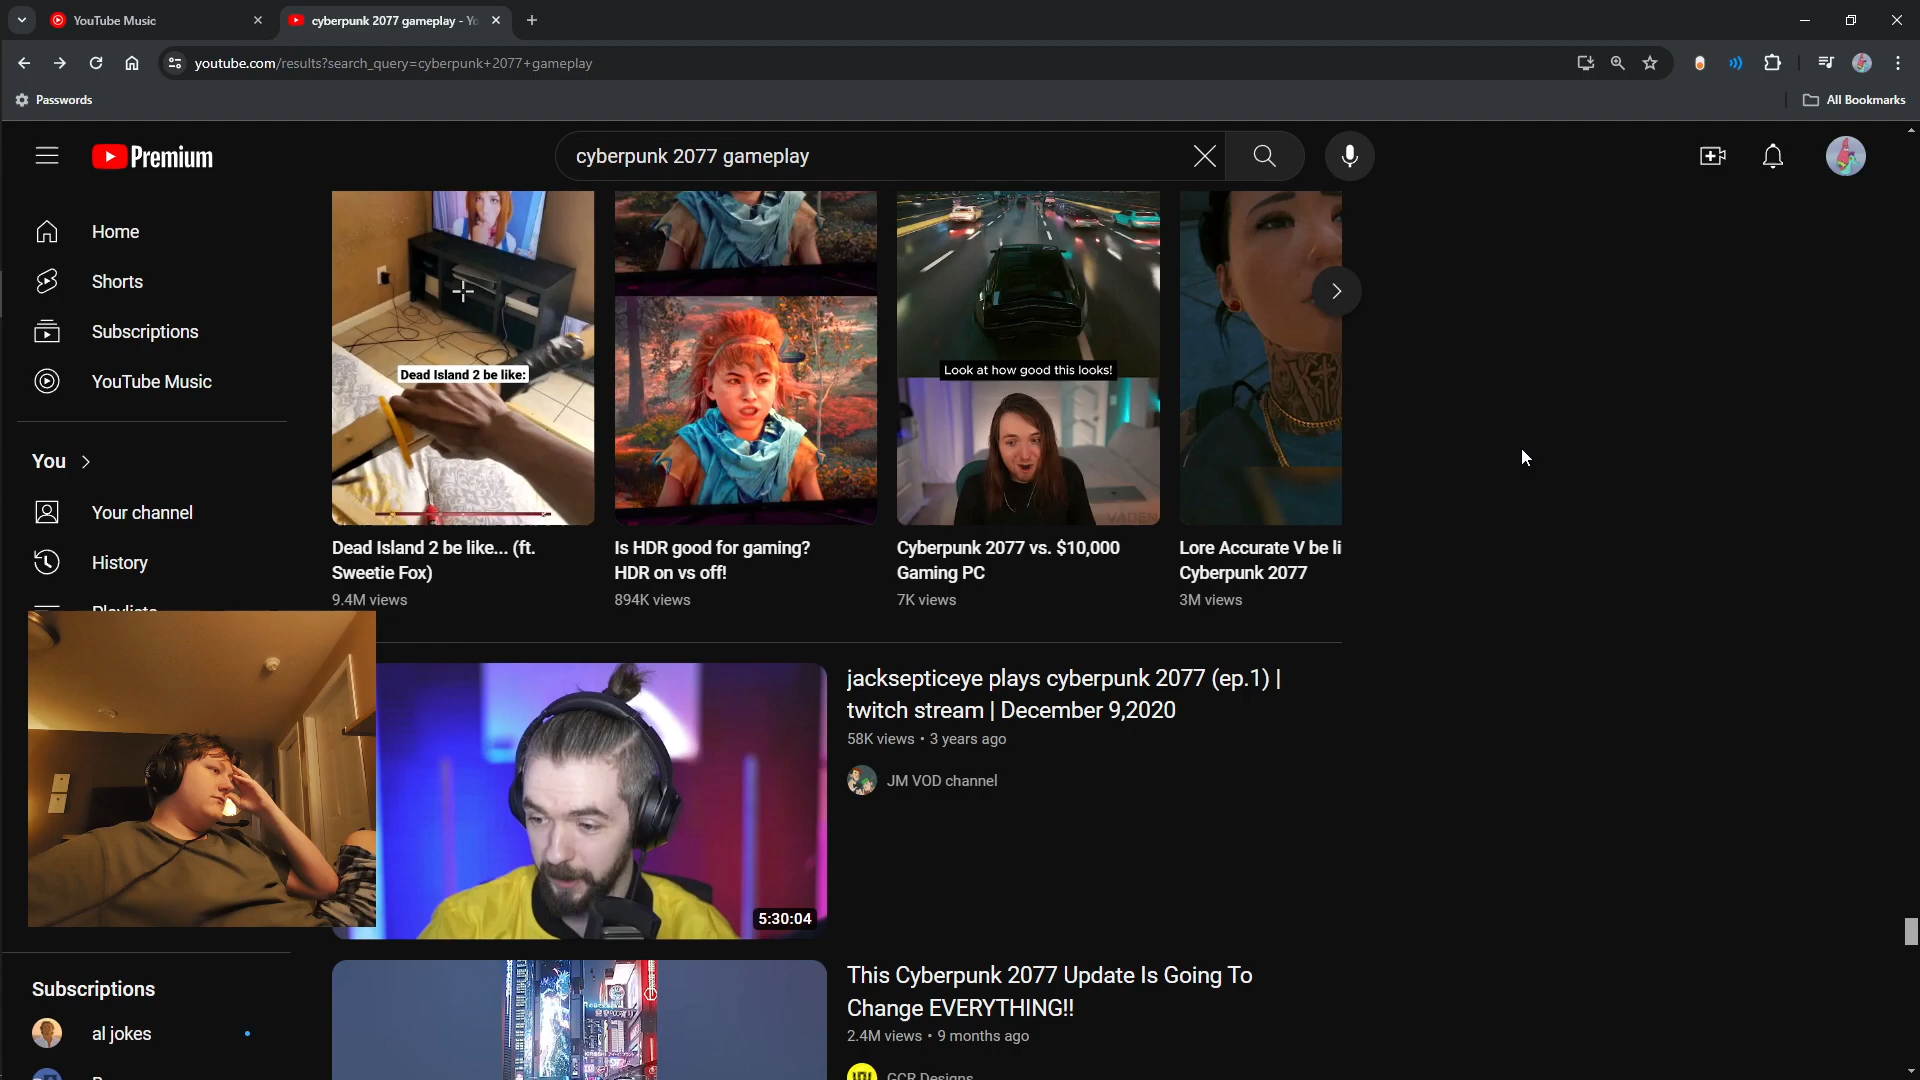 YouTube Music
cyberpunk 2077 gameplay - Yo
youtube.com/results?search_query=cyberpunk+2077+gameplay
Passwords
All Bookmarks
Premium
cyberpunk 2077 gameplay
Home
Shorts
Subscriptions
YouTube Music
You
Your channel
History
Playlists
Dead Island 2 be like:
Look at how good this looks!
VADEN
Dead Island 2 be like... (ft.
Sweetie Fox)
9.4M views
Is HDR good for gaming?
HDR on vs off!
894K views
Cyberpunk 2077 vs. $10,000
Gaming PC
7K views
Lore Accurate V be li
Cyberpunk 2077
3M views
jacksepticeye plays cyberpunk 2077 (ep.1) |
twitch stream | December 9,2020
58K views • 3 years ago
JM VOD channel
5:30:04
This Cyberpunk 2077 Update Is Going To
Change EVERYTHING!!
2.4M views • 9 months ago
GCR Designs
Subscriptions
al jokes